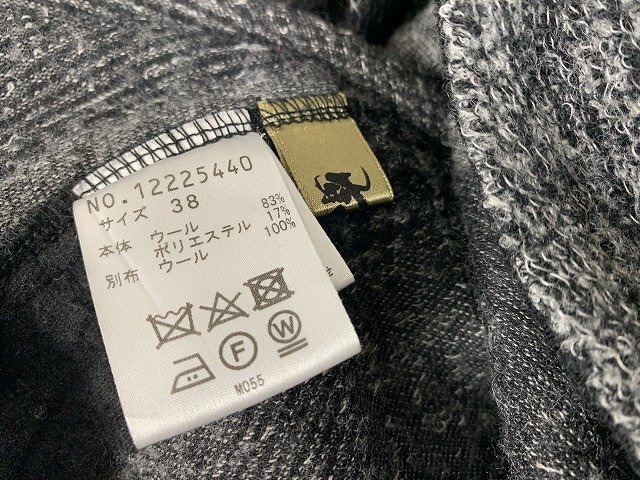 NO.12225440
サイズ 38
本体 ウール 83%
ポリエステル 17%
別布 ウール 100%
F W
M055